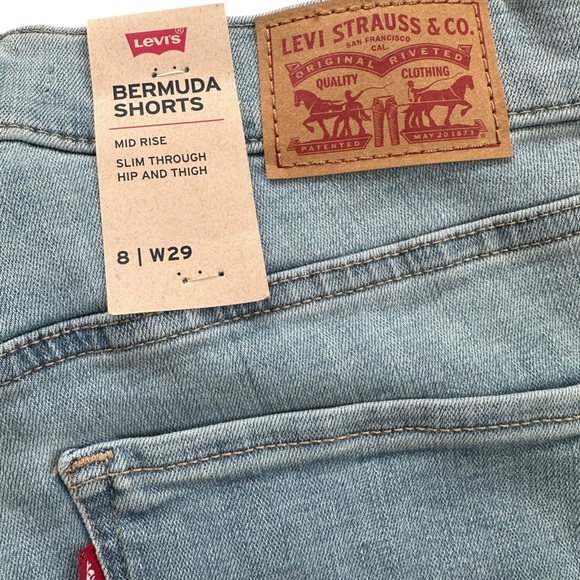 LEVI'S
BERMUDA
SHORTS
MID RISE
SLIM THROUGH
HIP AND THIGH
8 | W29
LEVI STRAUSS & CO.
SAN FRANCISCO
CAL.
ORIGINAL RIVETED
QUALITY CLOTHING
PATENTED MAY 20 1873